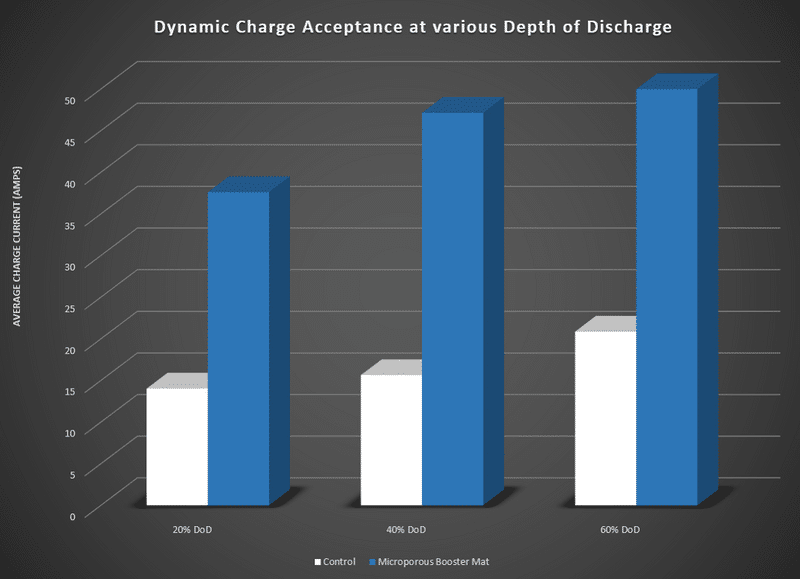 Dynamic Charge Acceptance at various Depth of Discharge
AVERAGE CHARGE CURRENT (AMPS)
50
45
40
35
30
25
20
15
10
5
0
20% DoD 40% DoD 60% DoD
Control Microporous Booster Mat